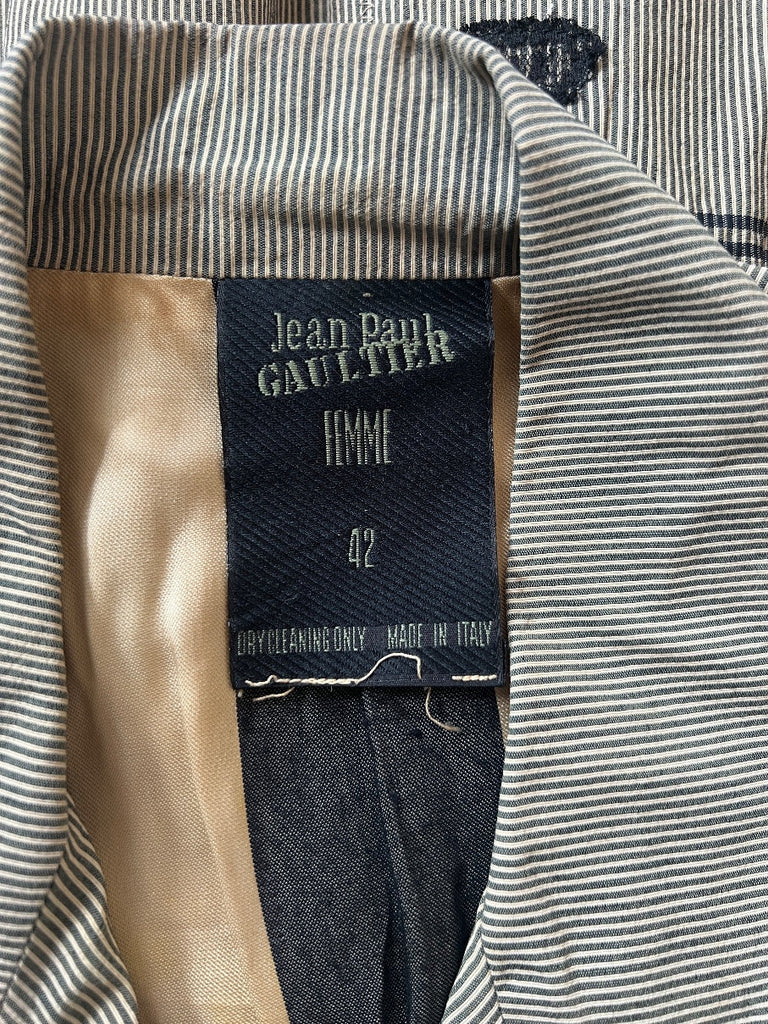 Jean Paul
GAULTIER
FEMME
42
DRY CLEANING ONLY MADE IN ITALY